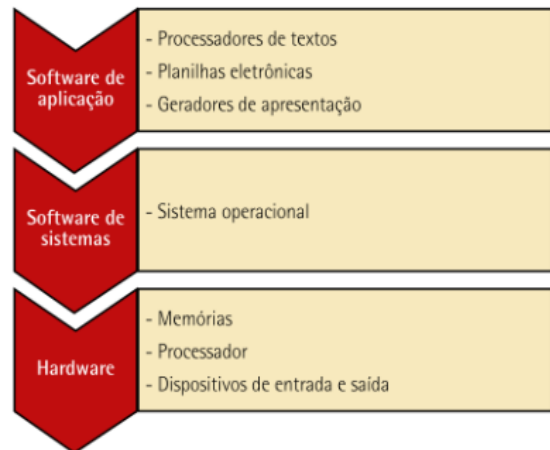 Software de
aplicação
- Processadores de textos
- Planilhas eletrônicas
- Geradores de apresentação
Software de
sistemas
- Sistema operacional
Hardware
- Memórias
- Processador
- Dispositivos de entrada e saída